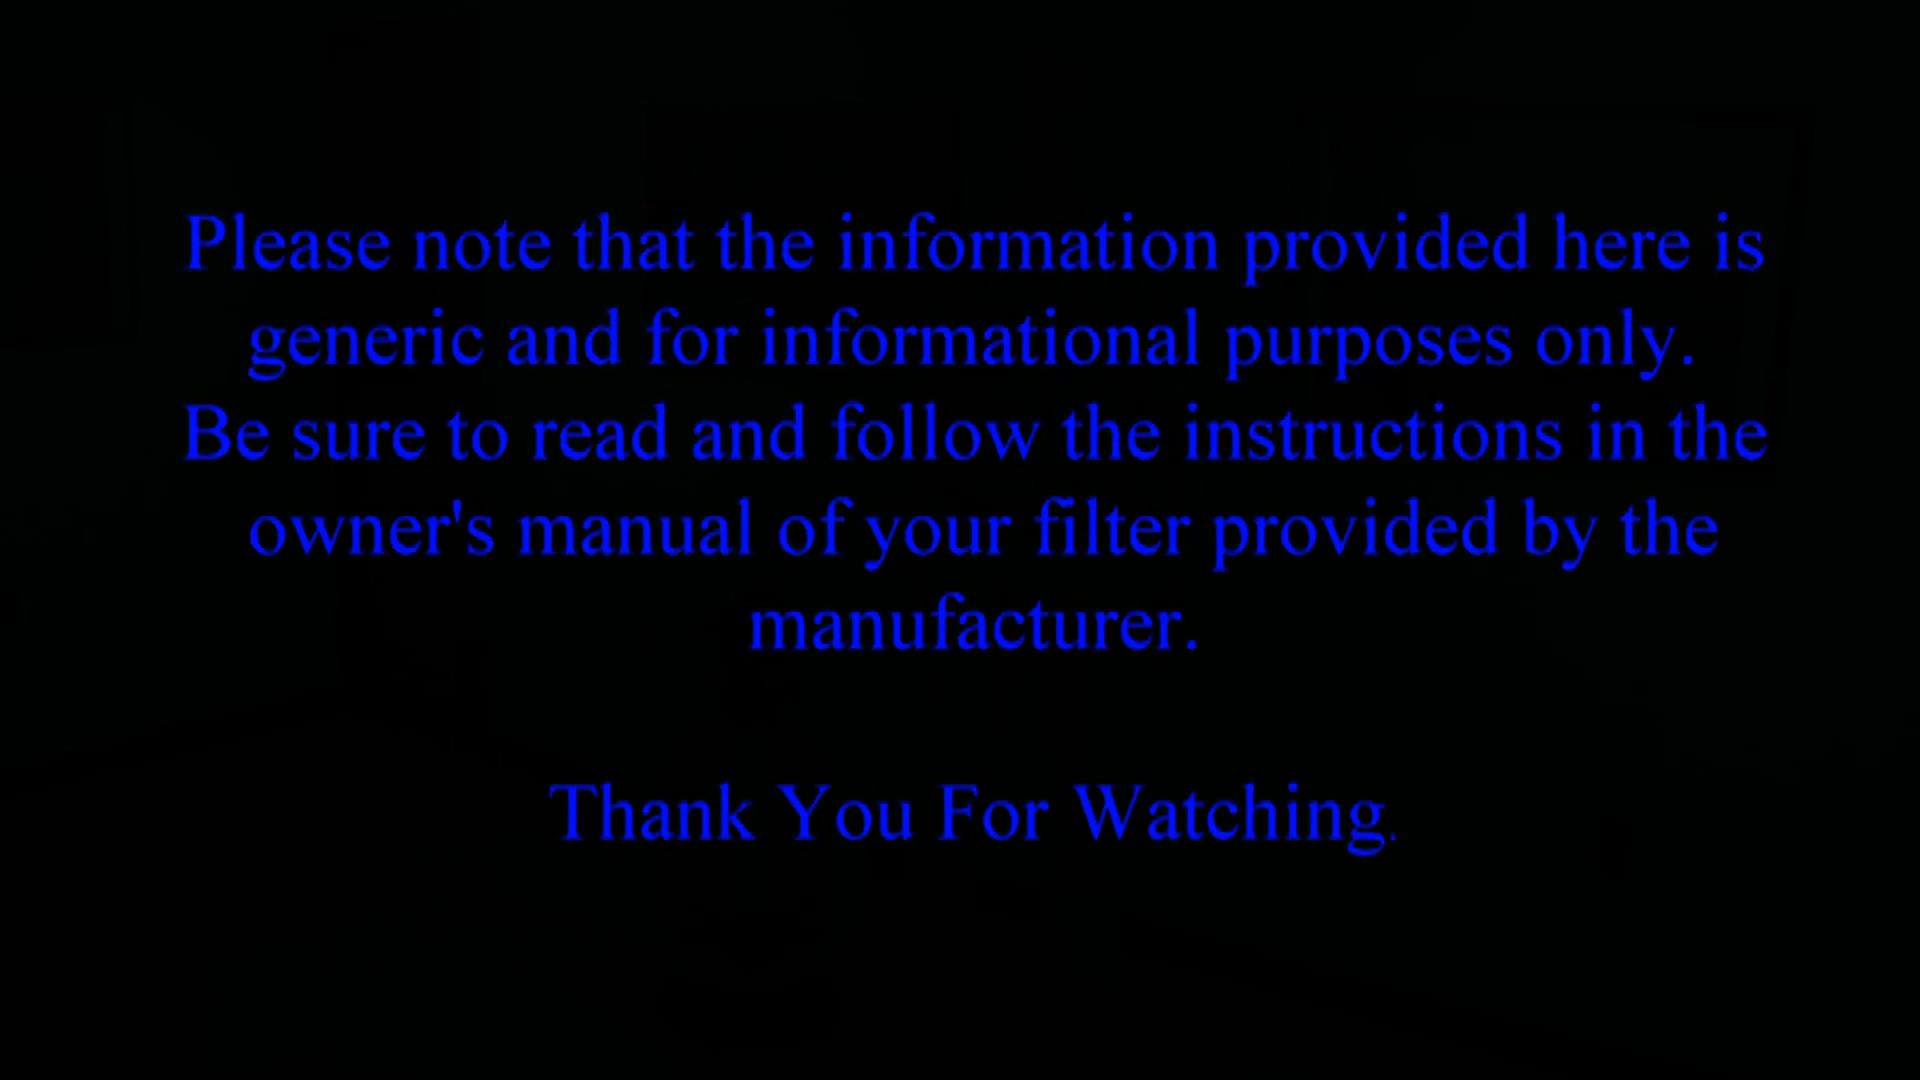 Please note that the information provided here is
generic and for informational purposes only.
Be sure to read and follow the instructions in the
owner's manual of your filter provided by the
manufacturer.
Thank You For Watching.